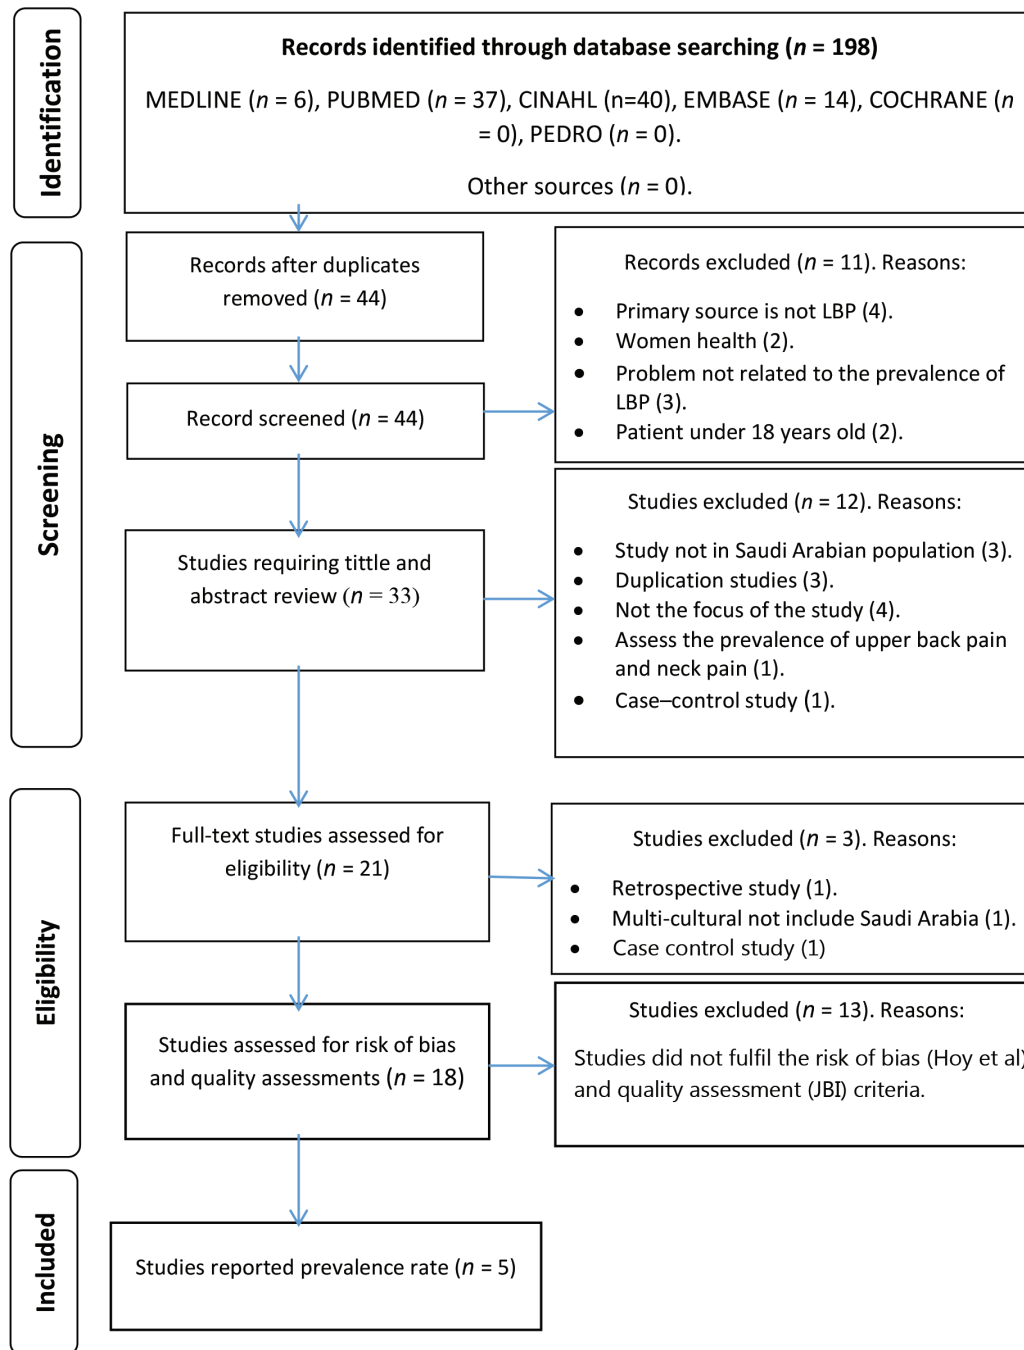 Identification
Records identified through database searching (n = 198)
MEDLINE (n = 6), PUBMED (n = 37), CINAHL (n=40), EMBASE (n = 14), COCHRANE (n
= 0), PEDRO (n = 0).
Other sources (n = 0).
Screening
Records after duplicates
removed (n = 44)
Records excluded (n = 11). Reasons:
• Primary source is not LBP (4).
• Women health (2).
• Problem not related to the prevalence of
LBP (3).
• Patient under 18 years old (2).
Record screened (n = 44)
Studies requiring tittle and
abstract review (n = 33)
Studies excluded (n = 12). Reasons:
• Study not in Saudi Arabian population (3).
• Duplication studies (3).
• Not the focus of the study (4).
• Assess the prevalence of upper back pain
and neck pain (1).
• Case–control study (1).
Eligibility
Full-text studies assessed for
eligibility (n = 21)
Studies excluded (n = 3). Reasons:
• Retrospective study (1).
• Multi-cultural not include Saudi Arabia (1).
• Case control study (1)
Studies assessed for risk of bias
and quality assessments (n = 18)
Studies excluded (n = 13). Reasons:
Studies did not fulfil the risk of bias (Hoy et al)
and quality assessment (JBI) criteria.
Included
Studies reported prevalence rate (n = 5)